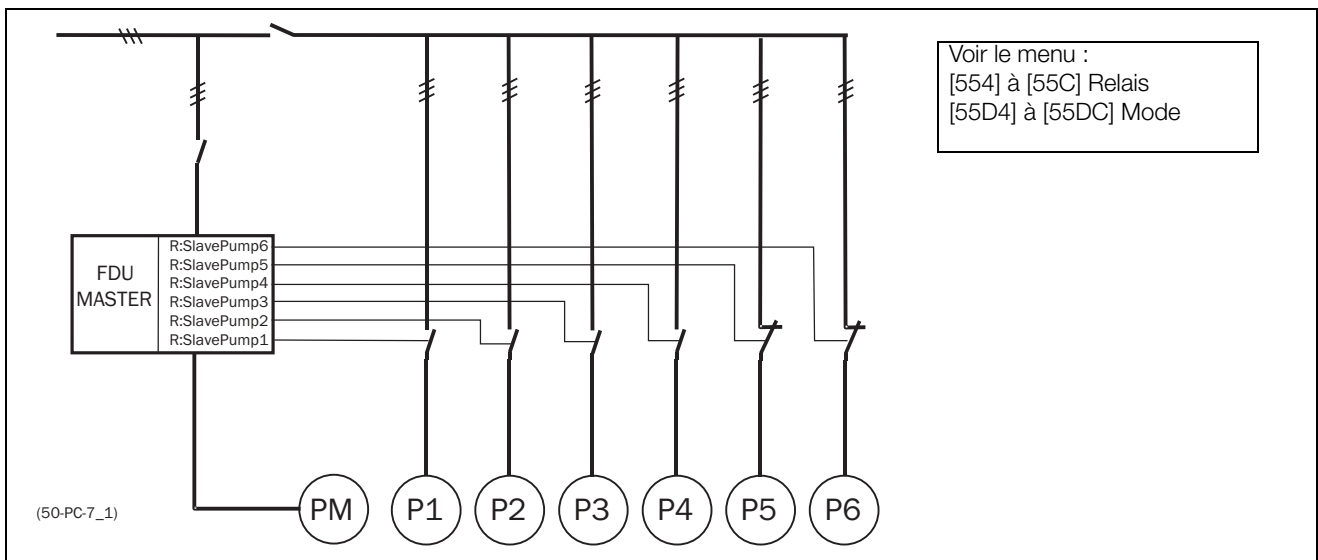 Voir le menu :
[554] à [55C] Relais
[55D4] à [55DC] Mode
FDU
MASTER
R:SlavePump6
R:SlavePump5
R:SlavePump4
R:SlavePump3
R:SlavePump2
R:SlavePump1
PM
P1
P2
P3
P4
P5
P6
(50-PC-7_1)